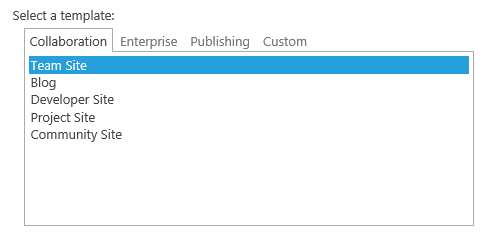 Select a template:
Collaboration Enterprise Publishing Custom
Team Site
Blog
Developer Site
Project Site
Community Site